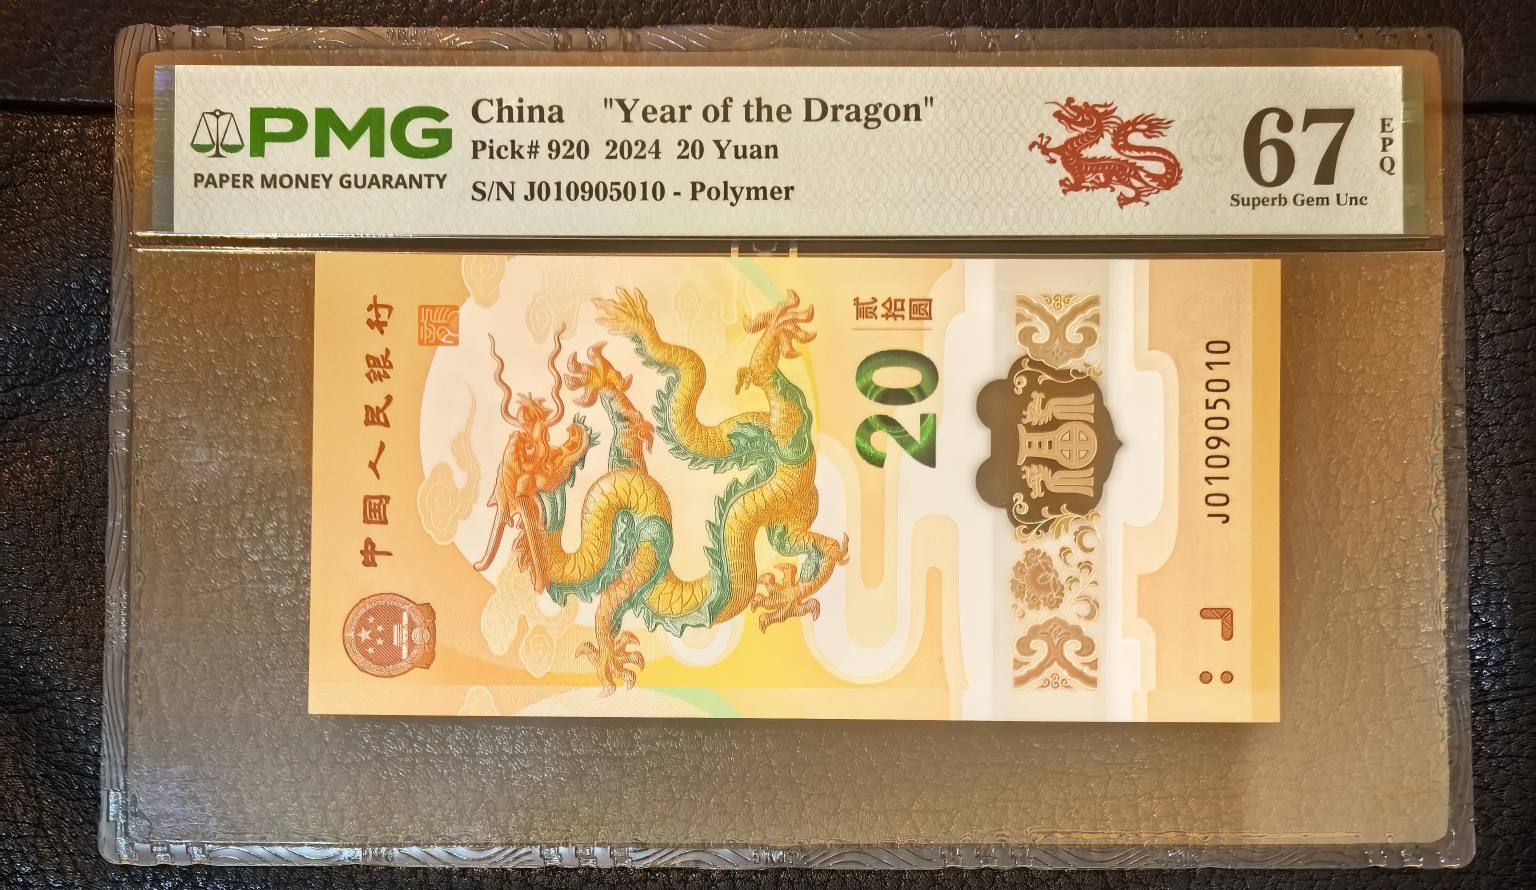 PMG
PAPER MONEY GUARANTY
China "Year of the Dragon"
Pick# 920 2024 20 Yuan
S/N J010905010 - Polymer
67
EPQ
Superb Gem Unc
中国人民银行
贰拾圆
20
J010905010